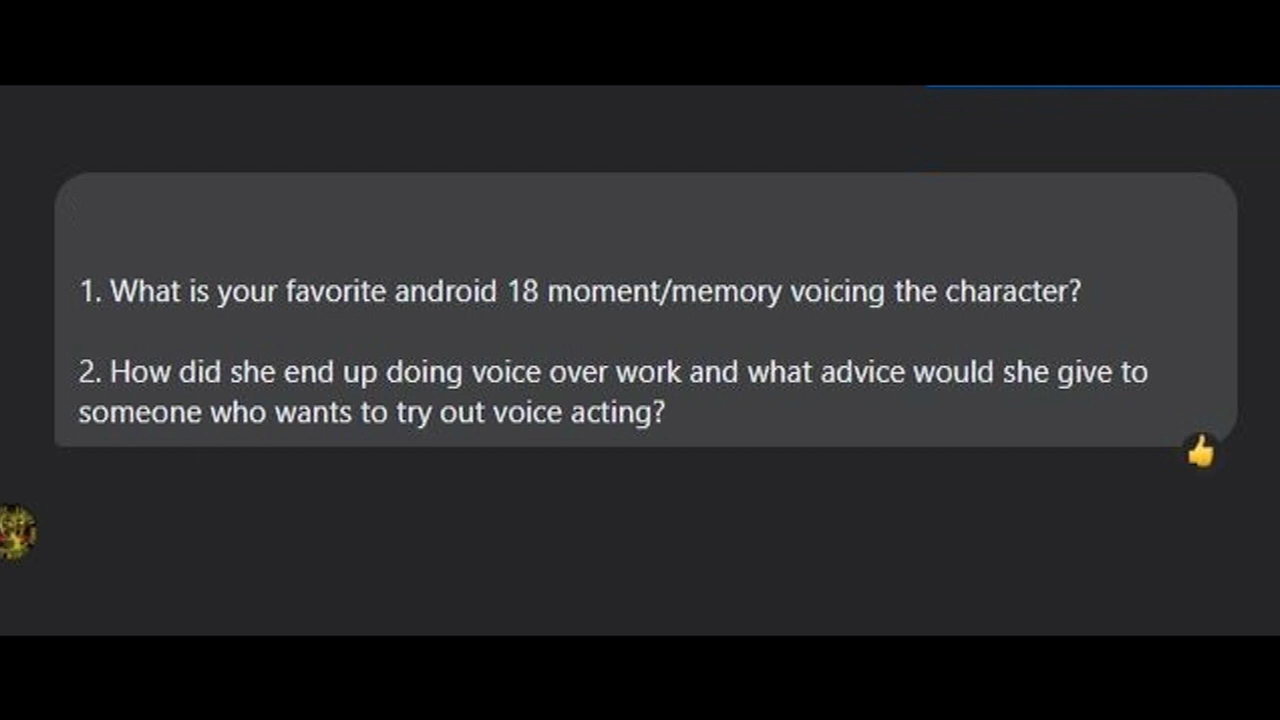 1. What is your favorite android 18 moment/memory voicing the character?
2. How did she end up doing voice over work and what advice would she give to
someone who wants to try out voice acting?